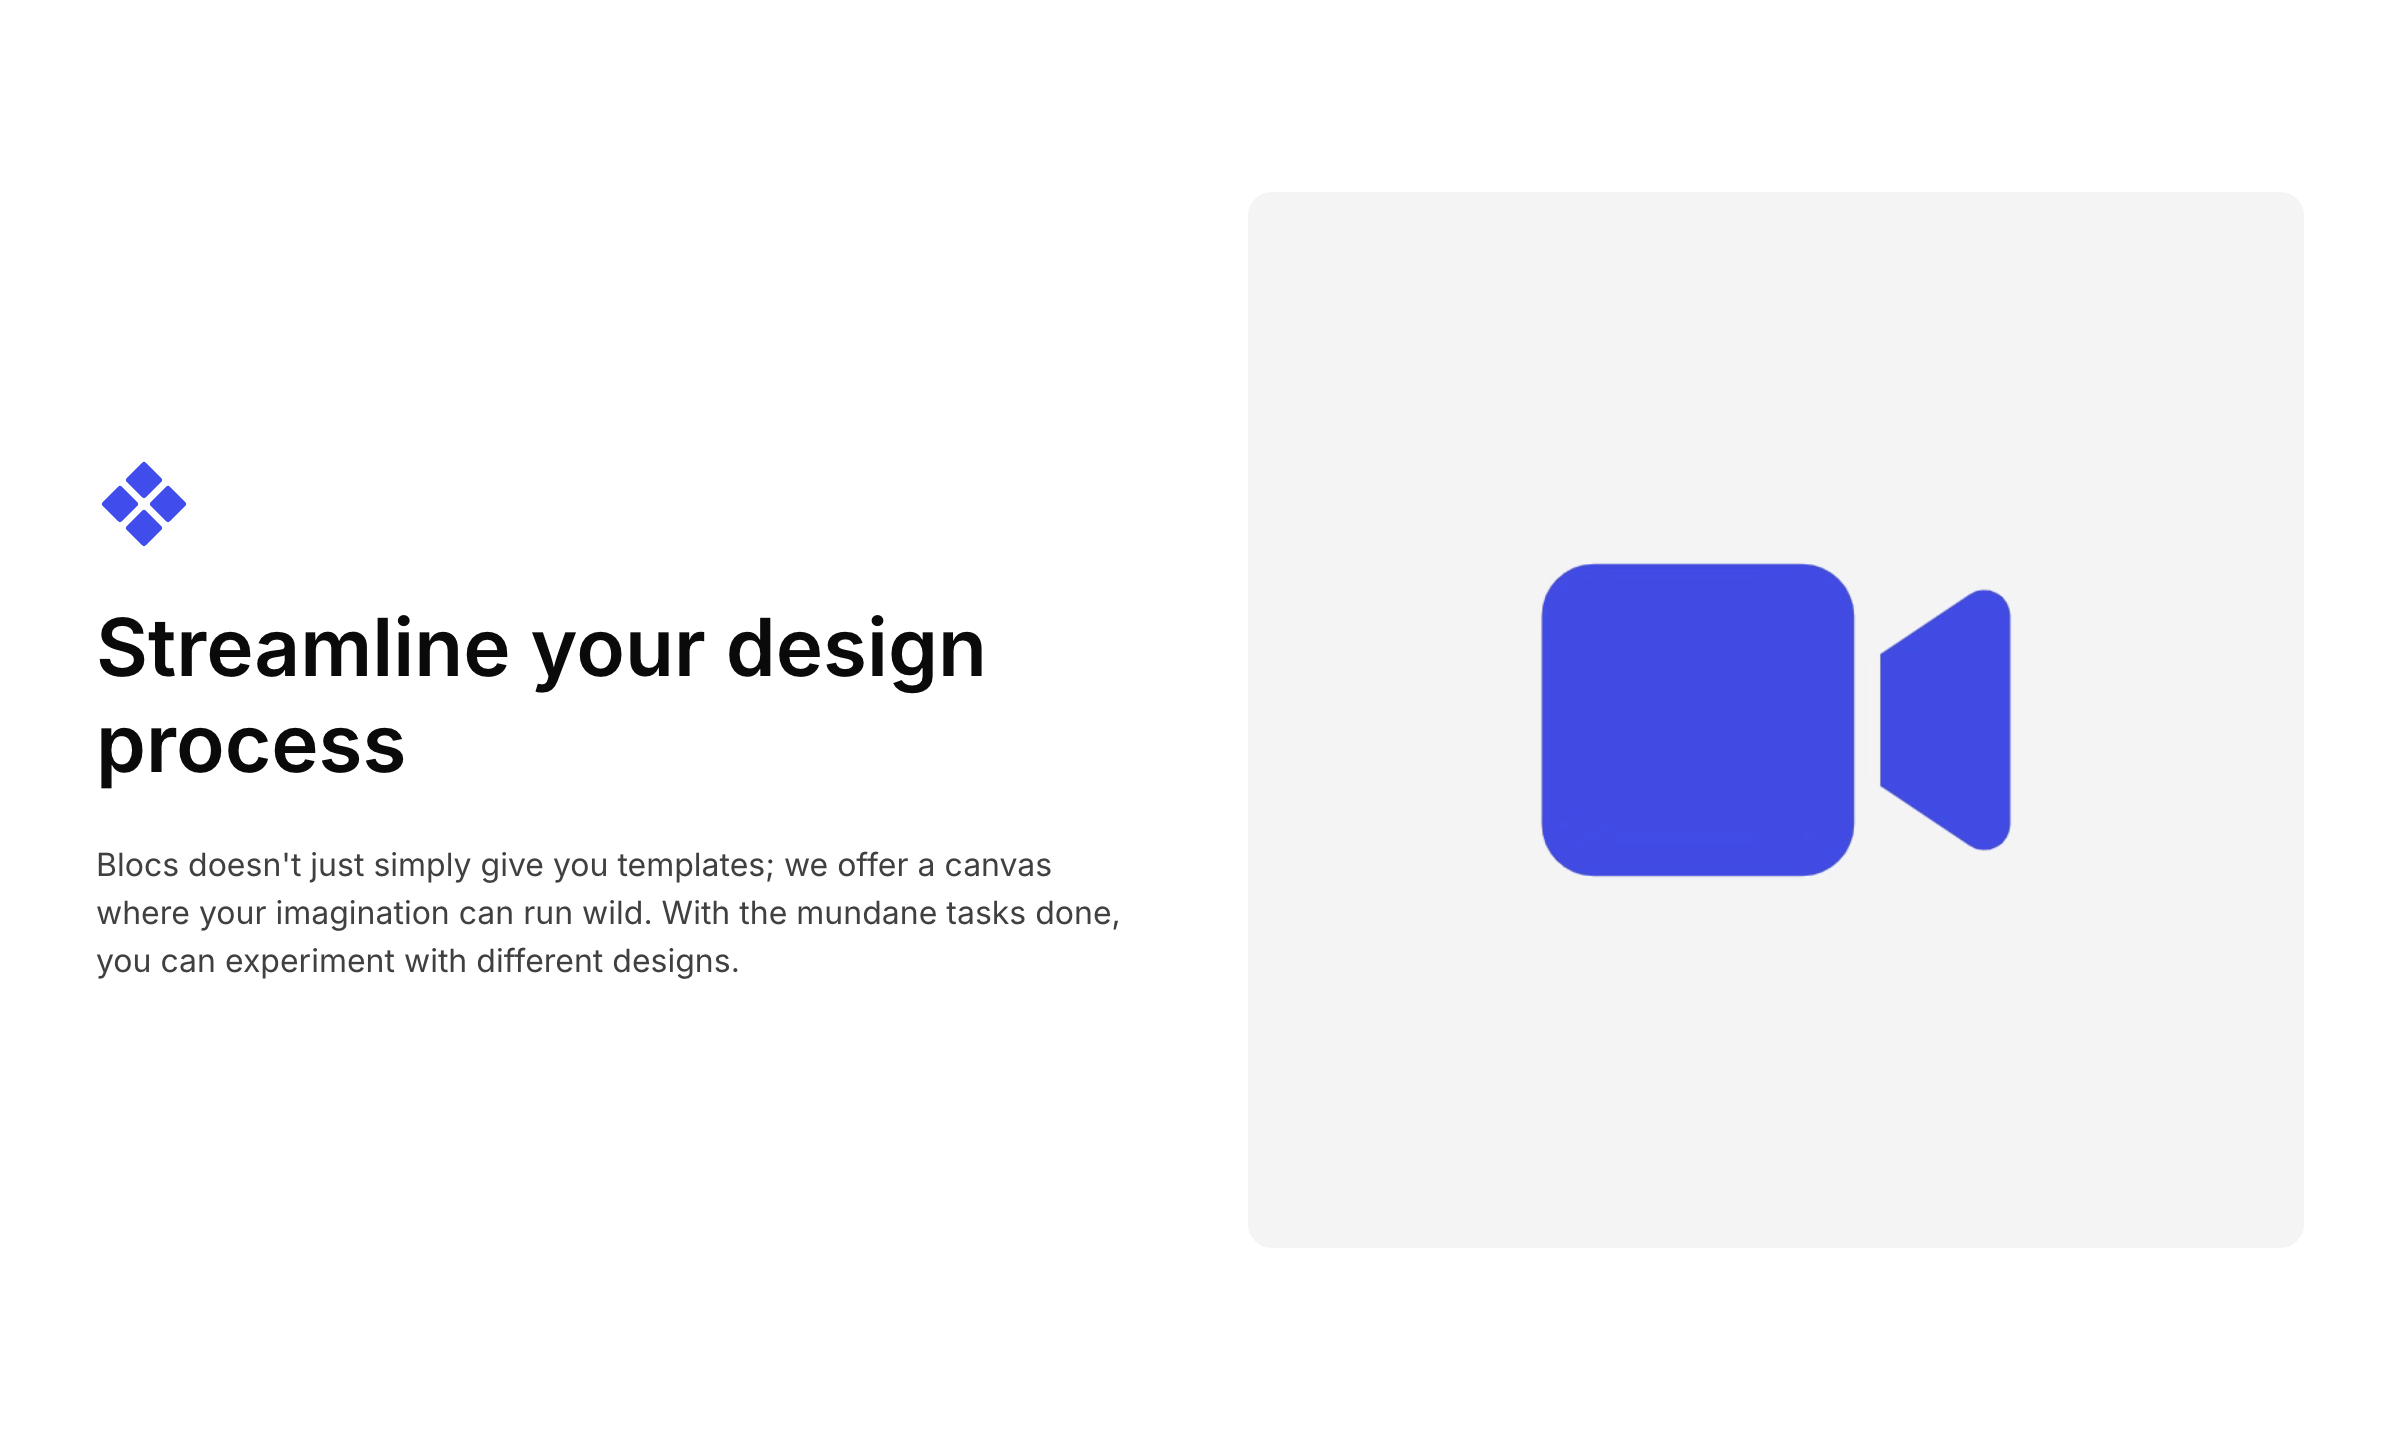 Streamline your design
process
Blocs doesn't just simply give you templates; we offer a canvas
where your imagination can run wild. With the mundane tasks done,
you can experiment with different designs.